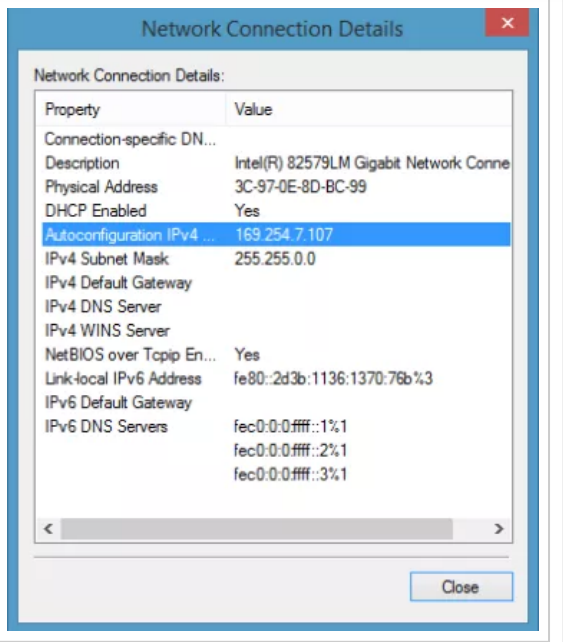 Network Connection Details
Network Connection Details:
Property Value
Connection-specific DN...
Description Intel(R) 82579LM Gigabit Network Conne
Physical Address 3C-97-0E-8D-BC-99
DHCP Enabled Yes
Autoconfiguration IPv4 ... 169.254.7.107
IPv4 Subnet Mask 255.255.0.0
IPv4 Default Gateway
IPv4 DNS Server
IPv4 WINS Server
NetBIOS over Tcpip En... Yes
Link-local IPv6 Address fe80::2d3b:1136:1370:76b%3
IPv6 Default Gateway
IPv6 DNS Servers fec0:0:0:ffff::1%1
fec0:0:0:ffff::2%1
fec0:0:0:ffff::3%1
Close